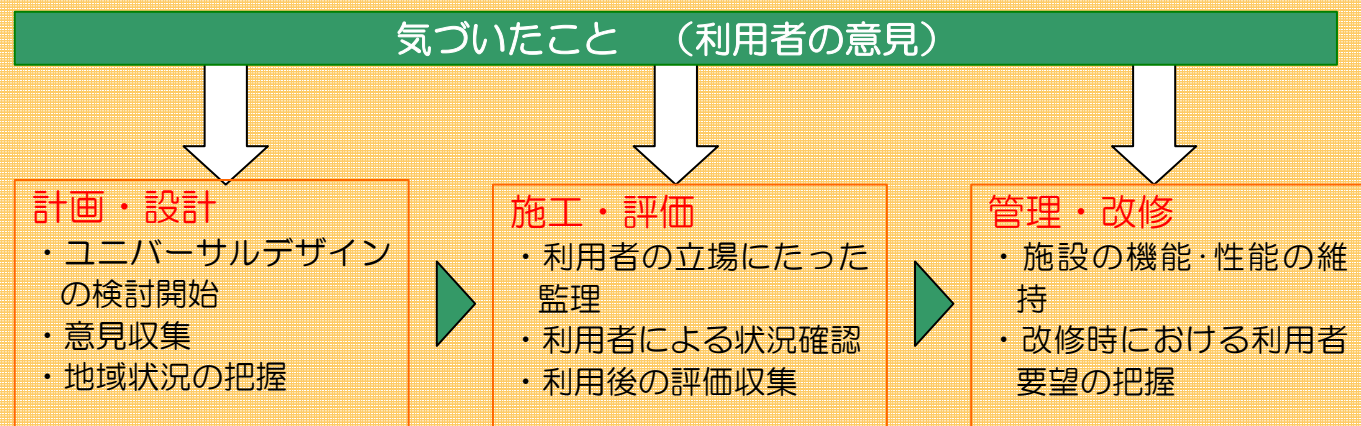 気づいたこと　（利用者の意見）
計画・設計
・ユニバーサルデザイン
の検討開始
・意見収集
・地域状況の把握
施工・評価
・利用者の立場にたった
監理
・利用者による状況確認
・利用後の評価収集
管理・改修
・施設の機能・性能の維
持
・改修時における利用者
要望の把握